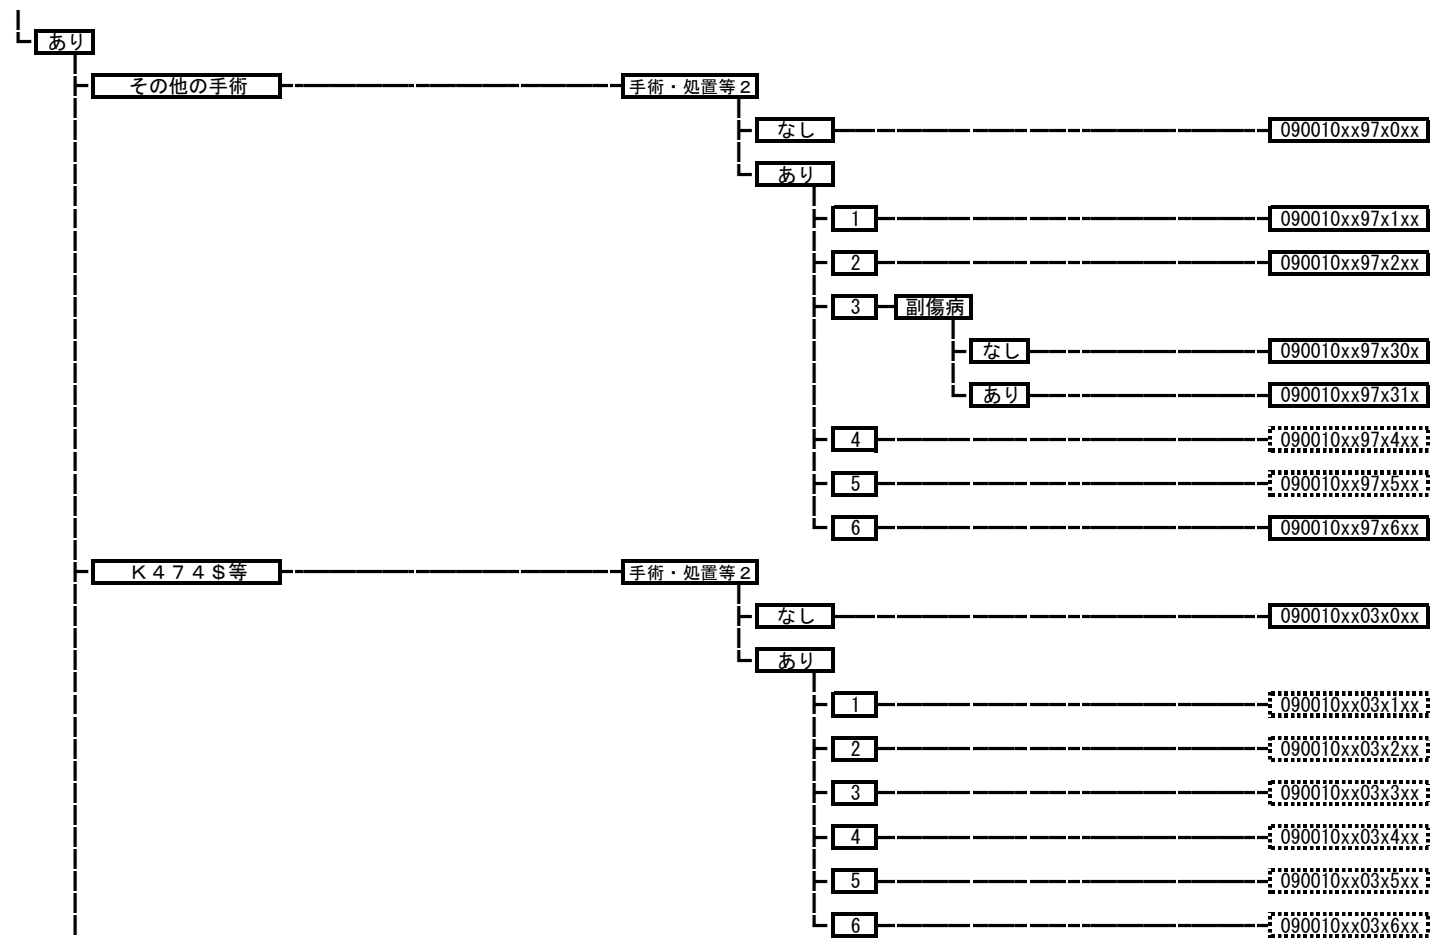 あり
その他の手術 手術・処置等２
なし 090010xx97x0xx
あり
1 090010xx97x1xx
2 090010xx97x2xx
3 副傷病
なし 090010xx97x30x
あり 090010xx97x31x
4 090010xx97x4xx
5 090010xx97x5xx
6 090010xx97x6xx
Ｋ４７４＄等 手術・処置等２
なし 090010xx03x0xx
あり
1 090010xx03x1xx
2 090010xx03x2xx
3 090010xx03x3xx
4 090010xx03x4xx
5 090010xx03x5xx
6 090010xx03x6xx